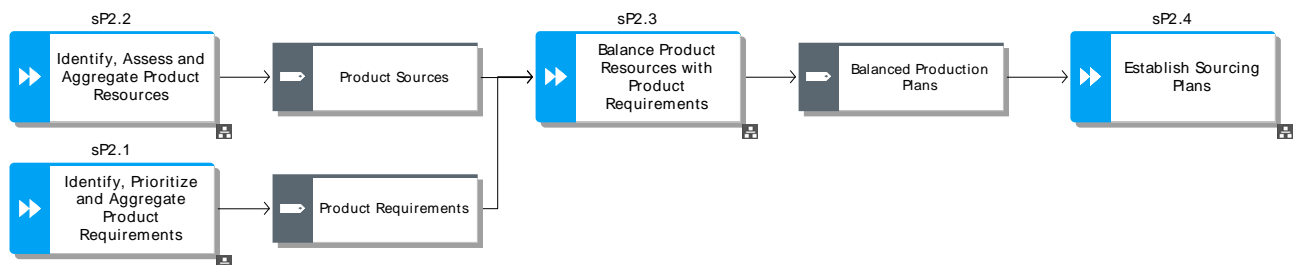 sP2.2
Identify, Assess and
Aggregate Product
Resources
Product Sources
sP2.3
Balance Product
Resources with
Product
Requirements
Balanced Production
Plans
sP2.4
Establish Sourcing
Plans
sP2.1
Identify, Prioritize
and Aggregate
Product
Requirements
Product Requirements